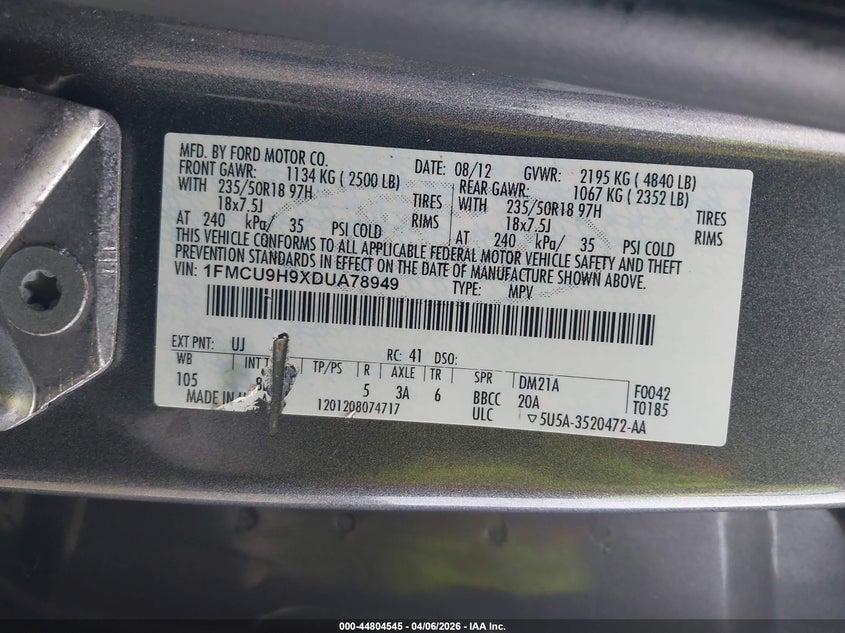 MFD. BY FORD MOTOR CO. DATE: 08/12 GVWR: 2195 KG ( 4840 LB)
FRONT GAWR: 1134 KG ( 2500 LB) REAR GAWR: 1067 KG ( 2352 LB)
WITH 235/50R18 97H TIRES WITH 235/50R18 97H TIRES
18x7.5J RIMS 18x7.5J RIMS
AT 240 kPa/ 35 PSI COLD AT 240 kPa/ 35 PSI COLD
THIS VEHICLE CONFORMS TO ALL APPLICABLE FEDERAL MOTOR VEHICLE SAFETY AND THEFT
PREVENTION STANDARDS IN EFFECT ON THE DATE OF MANUFACTURE SHOWN ABOVE.
VIN: 1FMCU9H9XDUA78949 TYPE: MPV
EXT PNT: UJ RC: 41 DSO:
WB INT TP/PS R AXLE TR SPR DM21A F0042
105 5 3A 6 BBCC 20A T0185
MADE IN 1201208074717 ULC ▽5U5A-3520472-AA
000-44804545 - 04/06/2026 - IAA Inc.